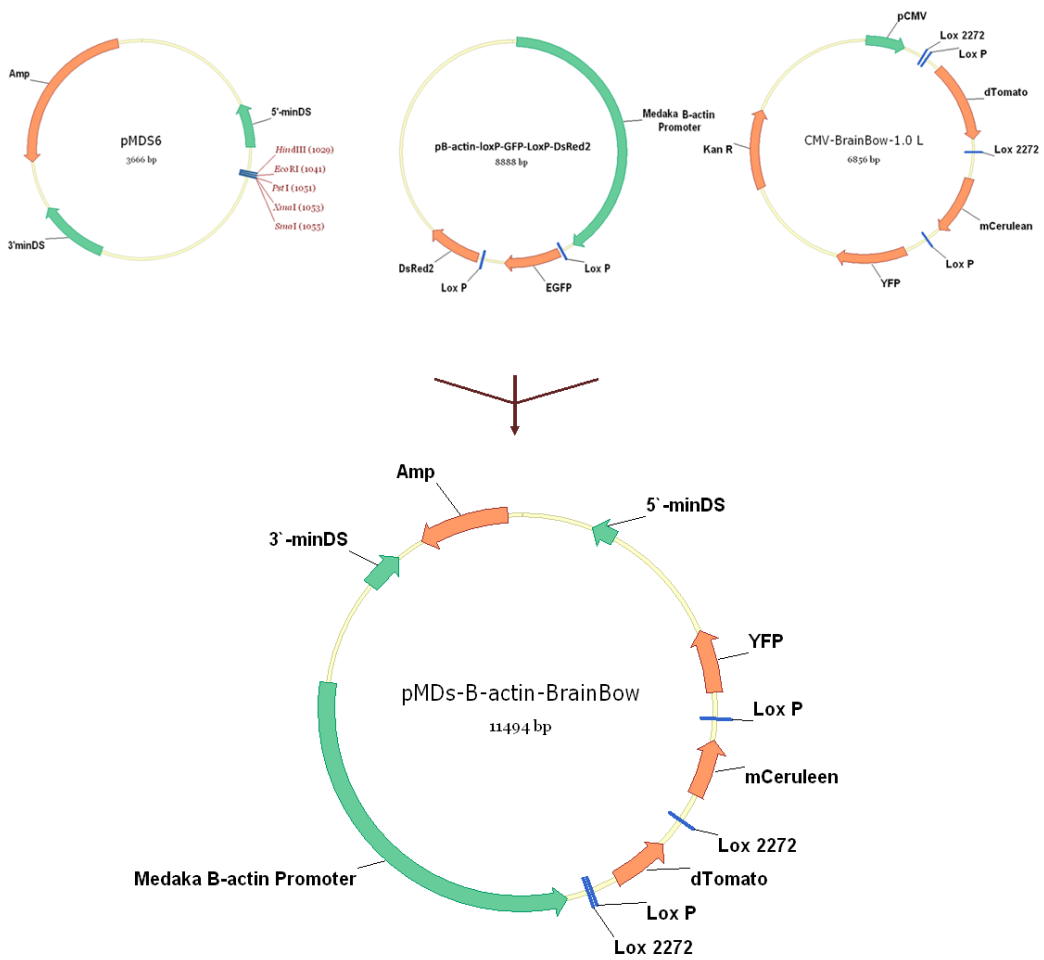 Amp
5'-minDS
pMDS6
3666 bp
HindIII (1029)
EcoRI (1041)
PstI (1051)
XmaI (1053)
SmaI (1055)
3'minDS
Medaka B-actin
Promoter
pB-actin-loxP-GFP-LoxP-DsRed2
8888 bp
DsRed2
Lox P
EGFP
Lox P
pCMV
Lox 2272
Lox P
dTomato
Kan R
CMV-BrainBow-1.0 L
6856 bp
Lox 2272
mCerulean
Lox P
YFP
Amp
5`-minDS
3`-minDS
YFP
pMDs-B-actin-BrainBow
11494 bp
Lox P
mCeruleen
Lox 2272
Medaka B-actin Promoter
dTomato
Lox P
Lox 2272